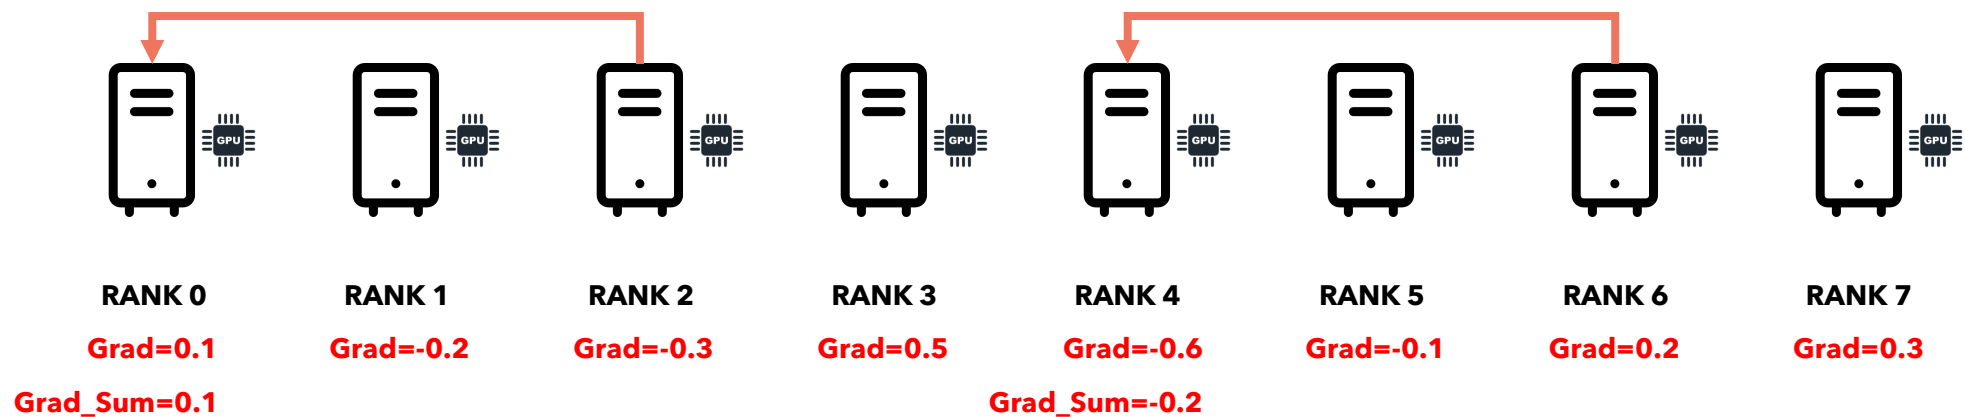 GPU GPU GPU GPU GPU GPU GPU GPU
RANK 0 RANK 1 RANK 2 RANK 3 RANK 4 RANK 5 RANK 6 RANK 7
Grad=0.1 Grad=-0.2 Grad=-0.3 Grad=0.5 Grad=-0.6 Grad=-0.1 Grad=0.2 Grad=0.3
Grad_Sum=0.1 Grad_Sum=-0.2